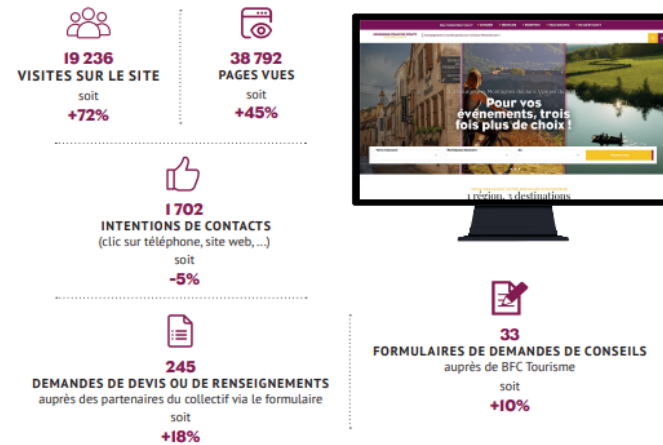 19 236
VISITES SUR LE SITE
soit
+72%
38 792
PAGES VUES
soit
+45%
Pour vos
événements, trois
fois plus de choix !
1 région, 3 destinations
1 702
INTENTIONS DE CONTACTS
(clic sur téléphone, site web, ...)
soit
-5%
245
DEMANDES DE DEVIS OU DE RENSEIGNEMENTS
auprès des partenaires du collectif via le formulaire
soit
+18%
33
FORMULAIRES DE DEMANDES DE CONSEILS
auprès de BFC Tourisme
soit
+10%